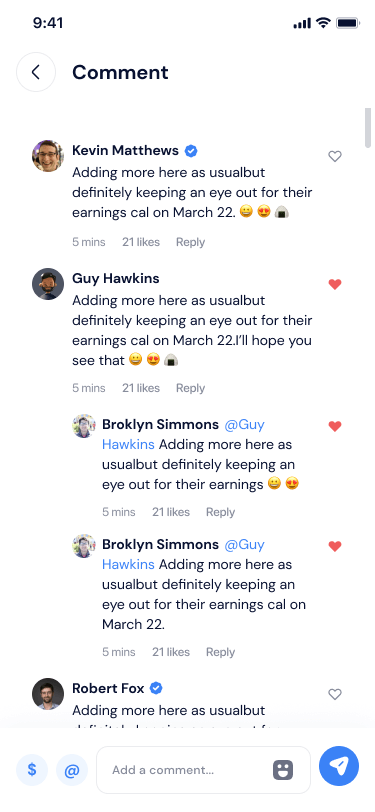 9:41
Comment
Kevin Matthews
Adding more here as usualbut
definitely keeping an eye out for their
earnings cal on March 22. 😀 😍 🍙
5 mins 21 likes Reply
Guy Hawkins
Adding more here as usualbut
definitely keeping an eye out for their
earnings cal on March 22.I'll hope you
see that 😀 😍 🍙
5 mins 21 likes Reply
Broklyn Simmons @Guy
Hawkins Adding more here as
usualbut definitely keeping an
eye out for their earnings 😀 😍
5 mins 21 likes Reply
Broklyn Simmons @Guy
Hawkins Adding more here as
usualbut definitely keeping an
eye out for their earnings cal on
March 22.
5 mins 21 likes Reply
Robert Fox
Adding more here as usualbut
$ @ Add a comment...